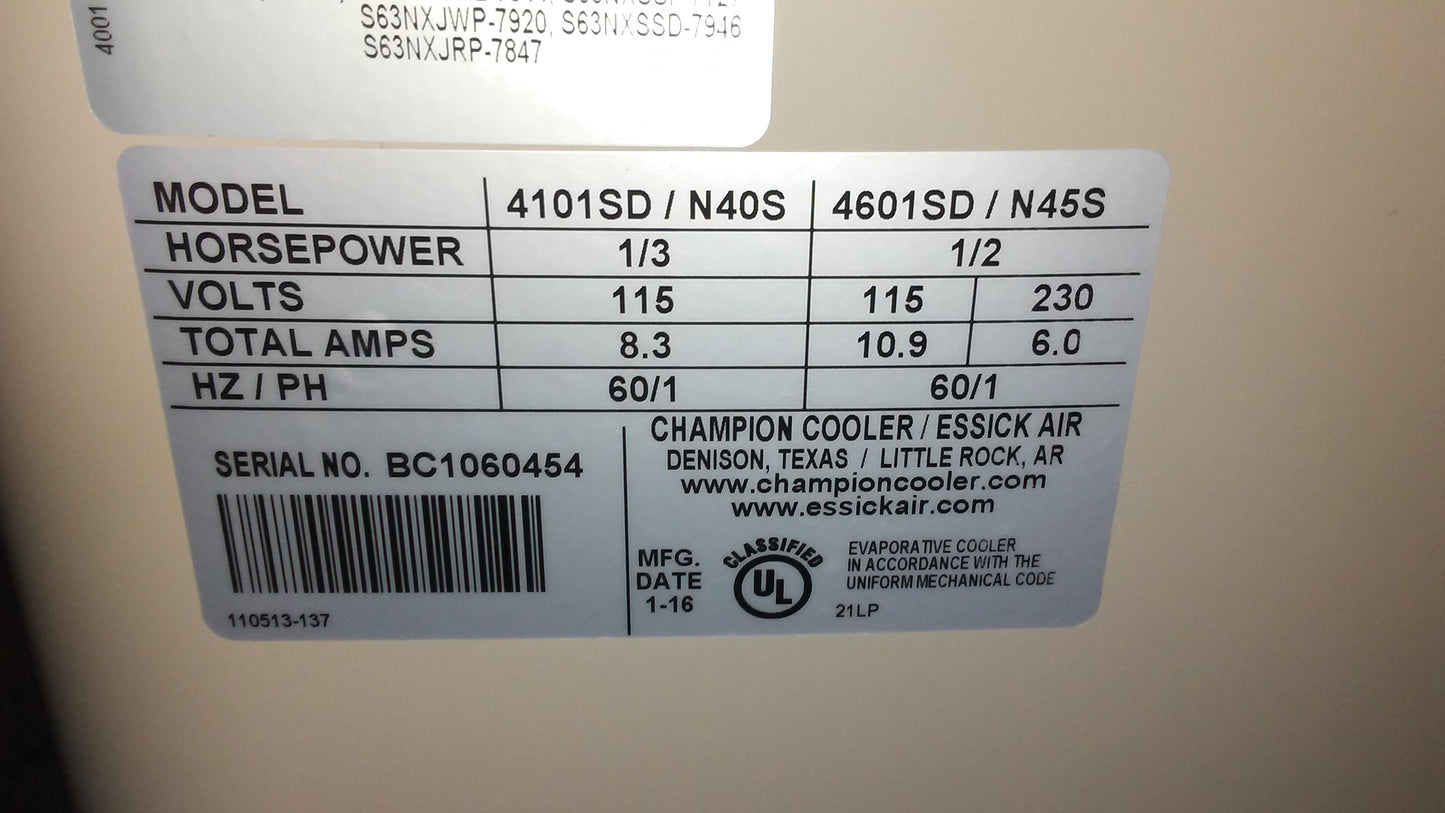 4001
S63NXJWP-7920, S63NXSSD-7946
S63NXJRP-7847
MODEL 4101SD / N40S 4601SD / N45S
HORSEPOWER 1/3 1/2
VOLTS 115 115 230
TOTAL AMPS 8.3 10.9 6.0
HZ / PH 60/1 60/1
SERIAL NO. BC1060454
110513-137
CHAMPION COOLER / ESSICK AIR
DENISON, TEXAS / LITTLE ROCK, AR
www.championcooler.com
www.essickair.com
MFG.
DATE
1-16
CLASSIFIED
UL
EVAPORATIVE COOLER
IN ACCORDANCE WITH THE
UNIFORM MECHANICAL CODE
21LP